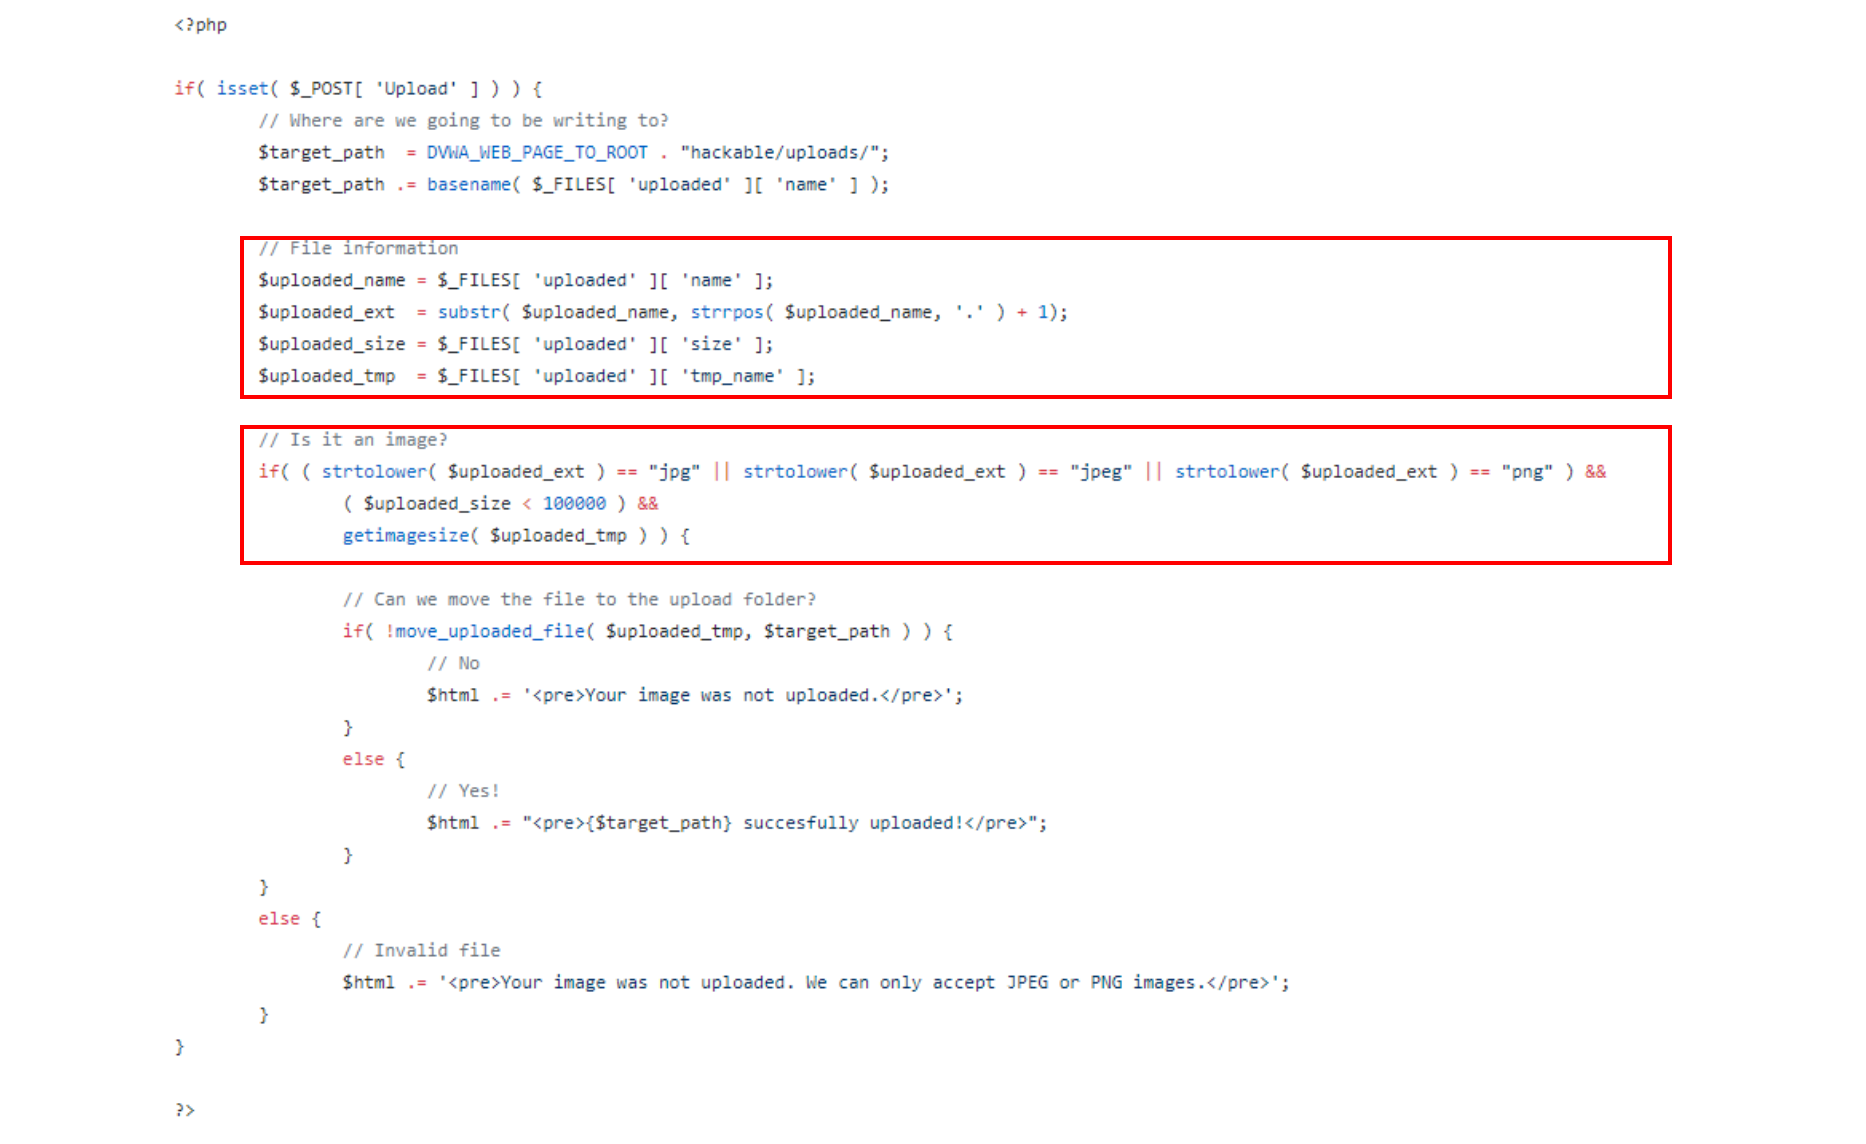 <?php
if( isset( $_POST[ 'Upload' ] ) ) {
// Where are we going to be writing to?
$target_path  = DVWA_WEB_PAGE_TO_ROOT . "hackable/uploads/";
$target_path .= basename( $_FILES[ 'uploaded' ][ 'name' ] );
// File information
$uploaded_name = $_FILES[ 'uploaded' ][ 'name' ];
$uploaded_ext  = substr( $uploaded_name, strrpos( $uploaded_name, '.' ) + 1);
$uploaded_size = $_FILES[ 'uploaded' ][ 'size' ];
$uploaded_tmp  = $_FILES[ 'uploaded' ][ 'tmp_name' ];
// Is it an image?
if( ( strtolower( $uploaded_ext ) == "jpg" || strtolower( $uploaded_ext ) == "jpeg" || strtolower( $uploaded_ext ) == "png" ) &&
( $uploaded_size < 100000 ) &&
getimagesize( $uploaded_tmp ) ) {
// Can we move the file to the upload folder?
if( !move_uploaded_file( $uploaded_tmp, $target_path ) ) {
// No
$html .= '<pre>Your image was not uploaded.</pre>';
}
else {
// Yes!
$html .= "<pre>{$target_path} succesfully uploaded!</pre>";
}
}
else {
// Invalid file
$html .= '<pre>Your image was not uploaded. We can only accept JPEG or PNG images.</pre>';
}
}
?>